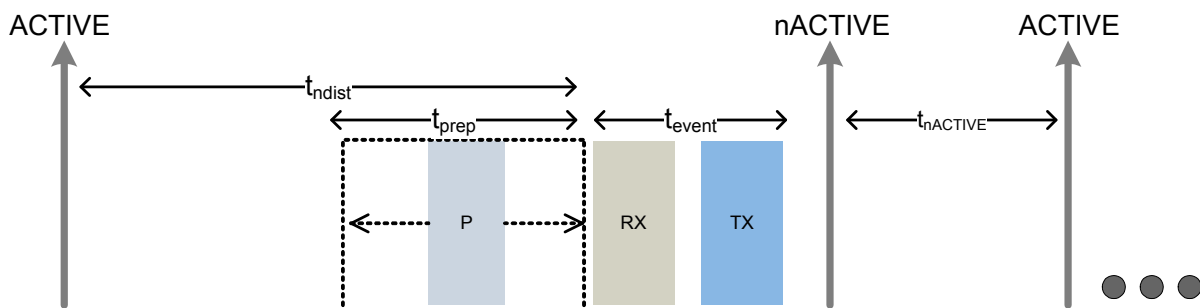 ACTIVE
nACTIVE
ACTIVE
tndist
tprep
tevent
tnACTIVE
P
RX
TX